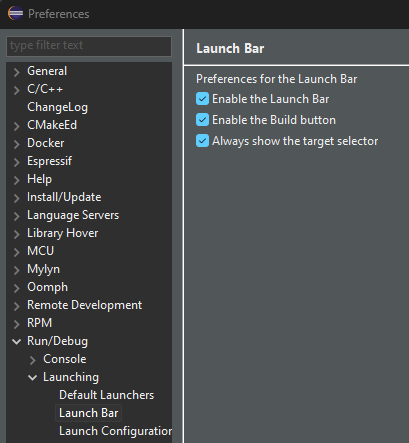 Preferences
type filter text
General
C/C++
ChangeLog
CMakeEd
Docker
Espressif
Help
Install/Update
Language Servers
Library Hover
MCU
Mylyn
Oomph
Remote Development
RPM
Run/Debug
Console
Launching
Default Launchers
Launch Bar
Launch Configuration
Launch Bar
Preferences for the Launch Bar
Enable the Launch Bar
Enable the Build button
Always show the target selector